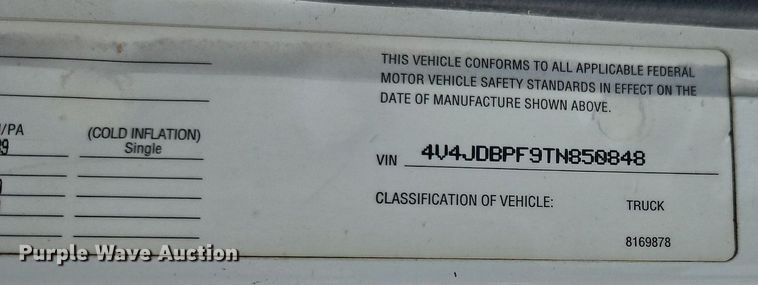 THIS VEHICLE CONFORMS TO ALL APPLICABLE FEDERAL
MOTOR VEHICLE SAFETY STANDARDS IN EFFECT ON THE
DATE OF MANUFACTURE SHOWN ABOVE.
/PA (COLD INFLATION)
Single
VIN 4V4JDBPF9TN850848
CLASSIFICATION OF VEHICLE: TRUCK
8169878
Purple Wave Auction